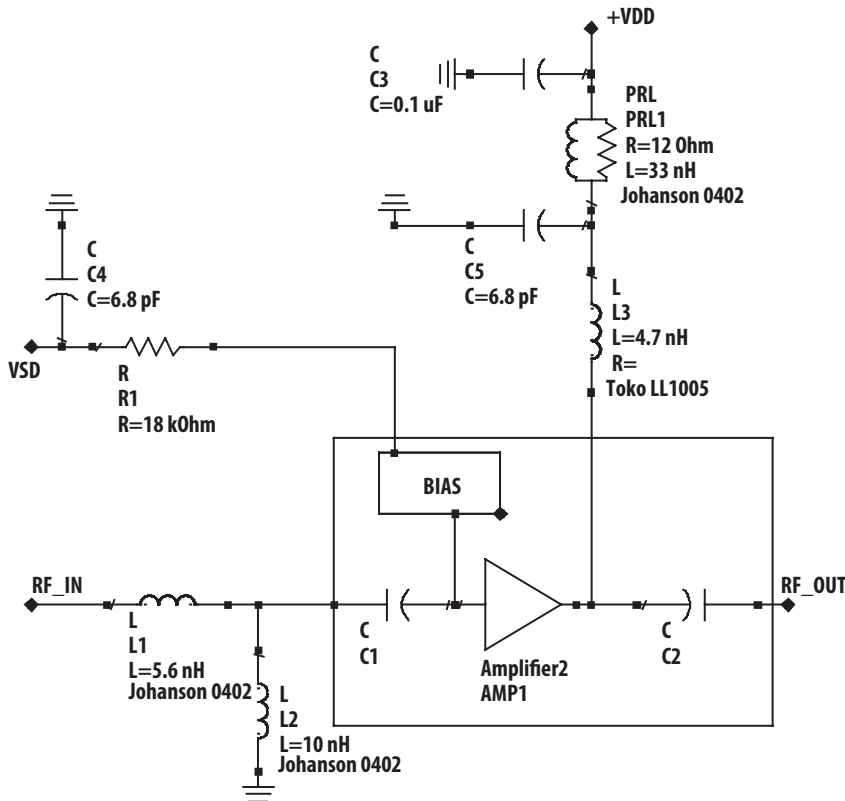 +VDD
C
C3
C=0.1 uF
PRL
PRL1
R=12 Ohm
L=33 nH
Johanson 0402
C
C4
C=6.8 pF
C
C5
C=6.8 pF
L
L3
L=4.7 nH
R=
Toko LL1005
VSD
R
R1
R=18 kOhm
BIAS
RF_IN
RF_OUT
L
L1
L=5.6 nH
Johanson 0402
C
C1
Amplifier2
AMP1
C
C2
L
L2
L=10 nH
Johanson 0402